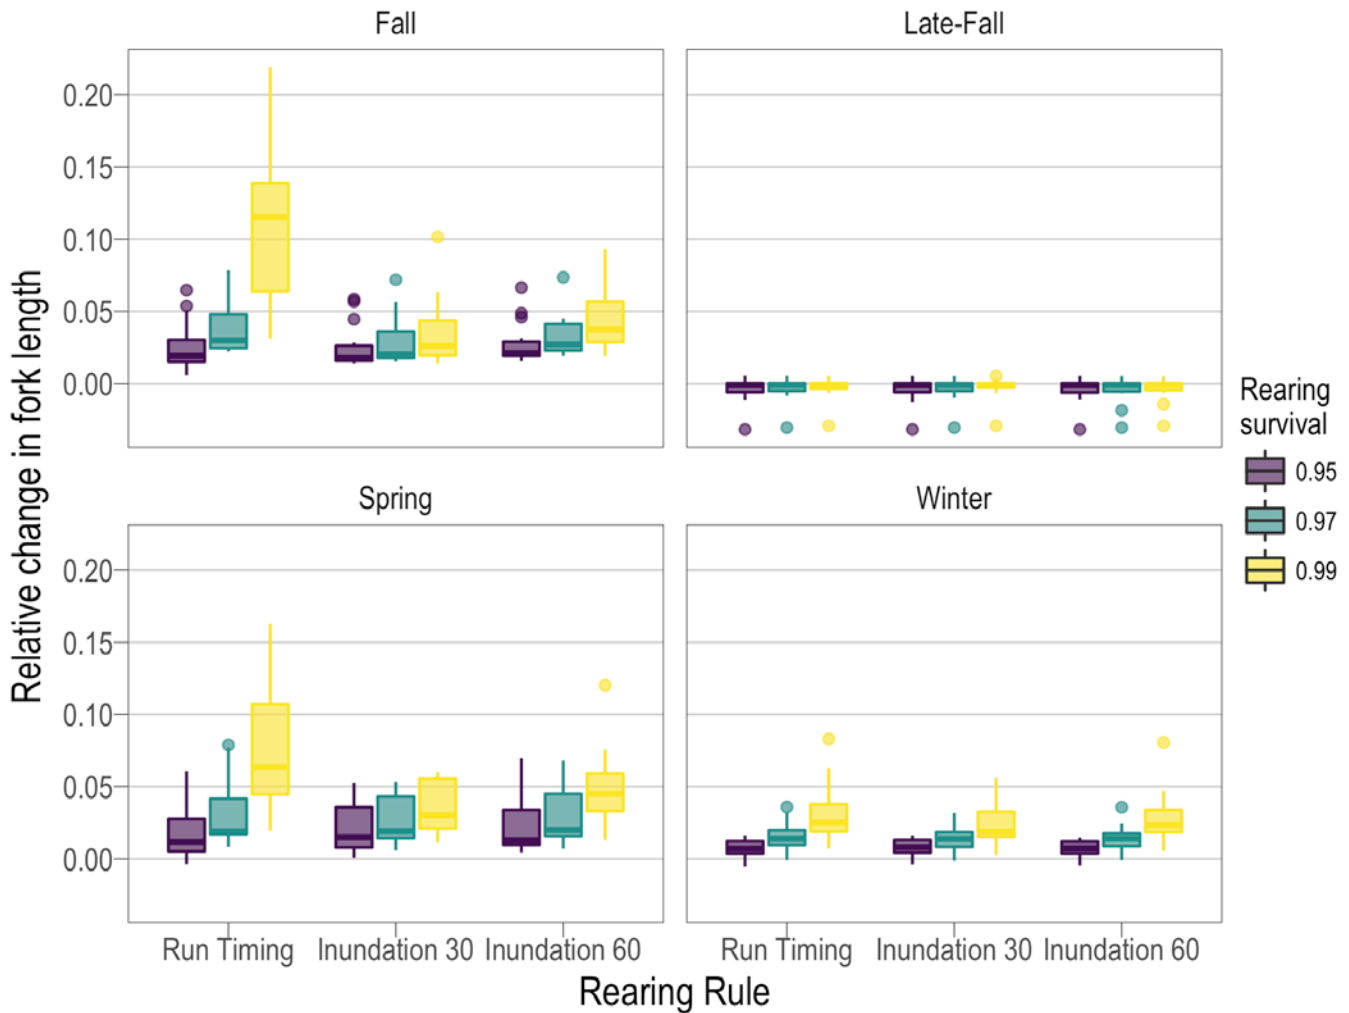 Fall
Late-Fall
0.20
0.15
0.10
0.05
0.00
Spring
Winter
0.20
0.15
0.10
0.05
0.00
Run Timing
Inundation 30
Inundation 60
Run Timing
Inundation 30
Inundation 60
Rearing Rule
Relative change in fork length
Rearing
survival
0.95
0.97
0.99